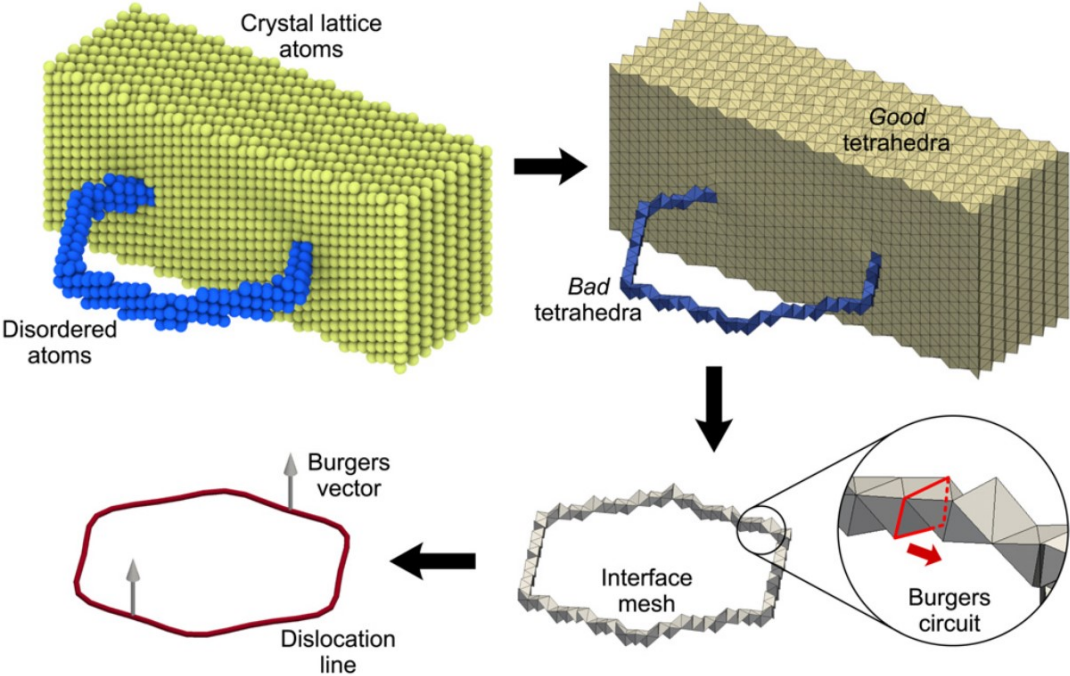 Crystal lattice
atoms
Good
tetrahedra
Disordered
atoms
Bad
tetrahedra
Burgers
vector
Interface
mesh
Burgers
circuit
Dislocation
line